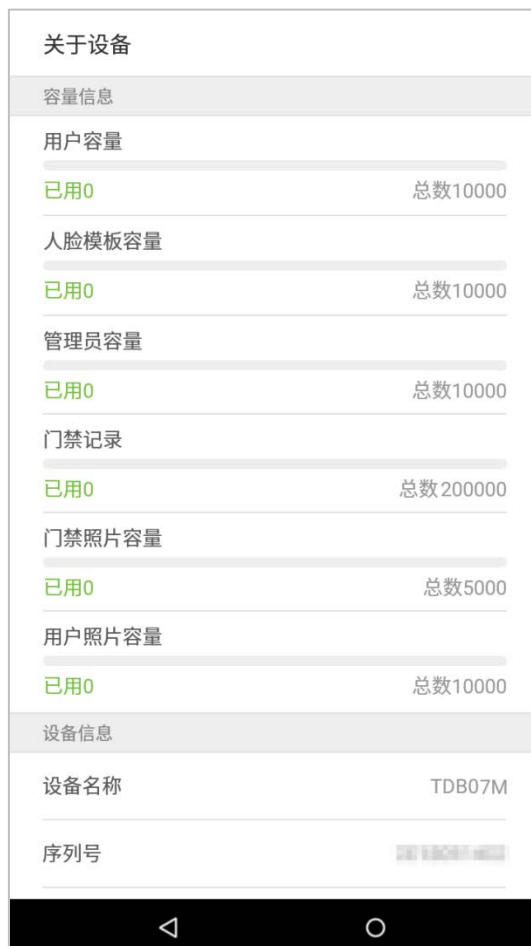 关于设备
容量信息
用户容量
已用0 总数10000
人脸模板容量
已用0 总数10000
管理员容量
已用0 总数10000
门禁记录
已用0 总数200000
门禁照片容量
已用0 总数5000
用户照片容量
已用0 总数10000
设备信息
设备名称 TDB07M
序列号